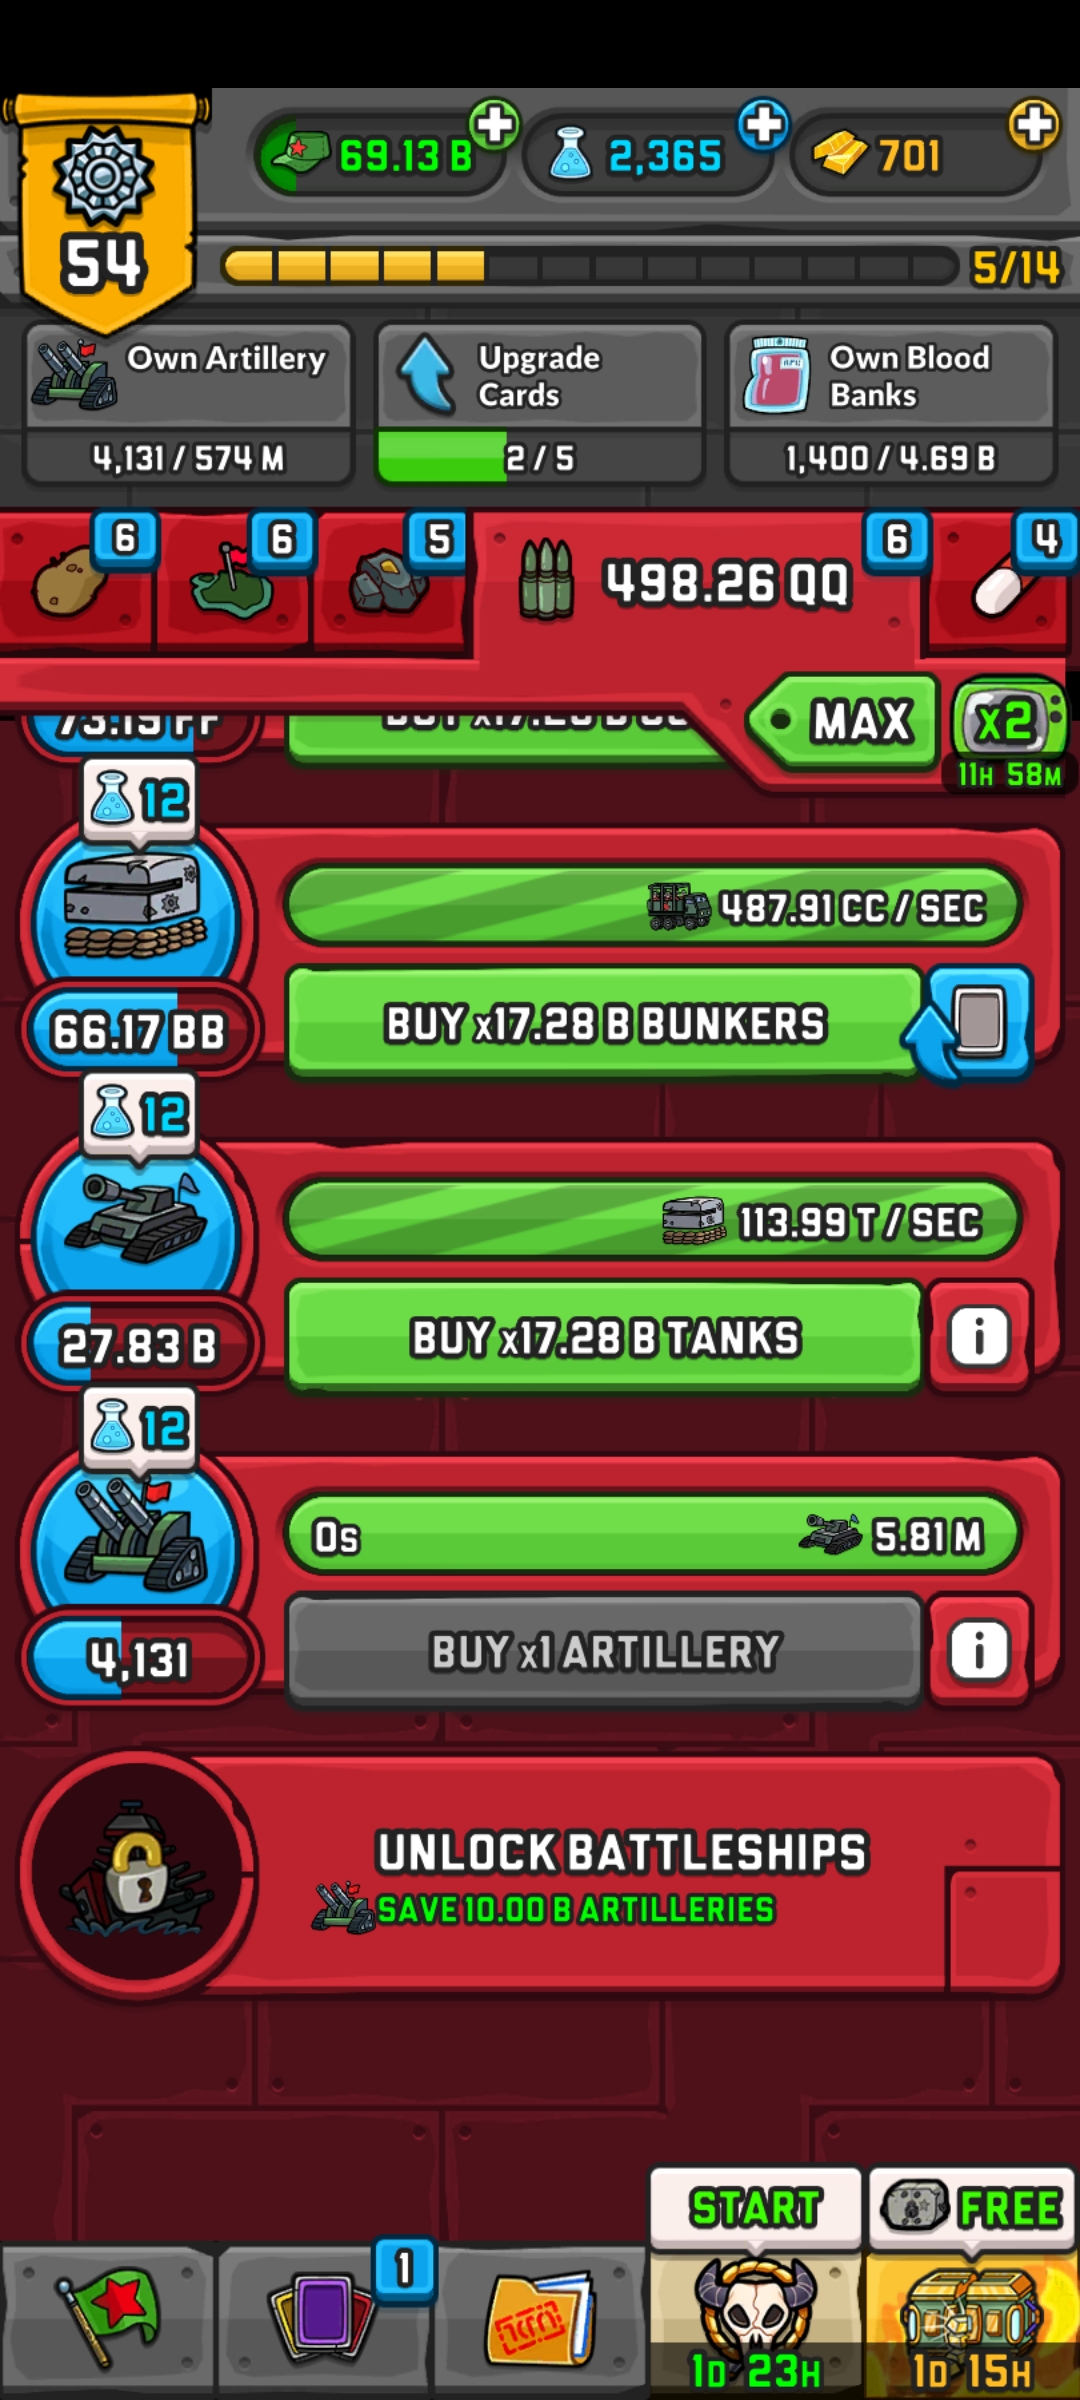 69.13 B
2,365
701
54
5/14
Own Artillery
4,131 / 574 M
Upgrade
Cards
2 / 5
Own Blood
Banks
1,400 / 4.69 B
6
6
5
498.26 QQ
6
4
MAX
x2
11H 58M
73.15 FF
12
487.91 CC / SEC
66.17 BB
BUY x17.28 B BUNKERS
12
113.99 T / SEC
27.83 B
BUY x17.28 B TANKS
i
12
0s
5.81 M
4,131
BUY x1 ARTILLERY
i
UNLOCK BATTLESHIPS
SAVE 10.00 B ARTILLERIES
START
FREE
1
1D 23H
1D 15H